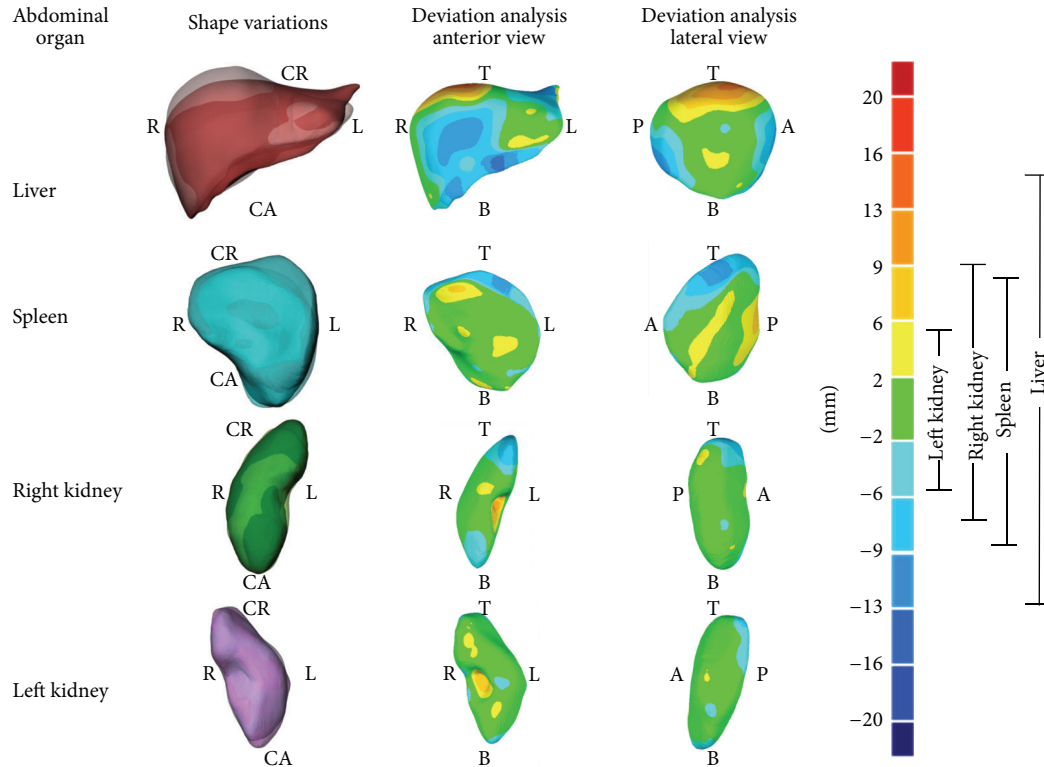 Abdominal
organ
Shape variations
Deviation analysis
anterior view
Deviation analysis
lateral view
Liver
CR
R
L
CA
T
R
L
B
T
P
A
B
Spleen
CR
R
L
CA
T
R
L
B
T
A
P
B
Right kidney
CR
R
L
CA
T
R
L
B
T
P
A
B
Left kidney
CR
R
L
CA
T
R
L
B
T
A
P
B
20
16
13
9
6
2
−2
−6
−9
−13
−16
−20
(mm)
Left kidney
Right kidney
Spleen
Liver